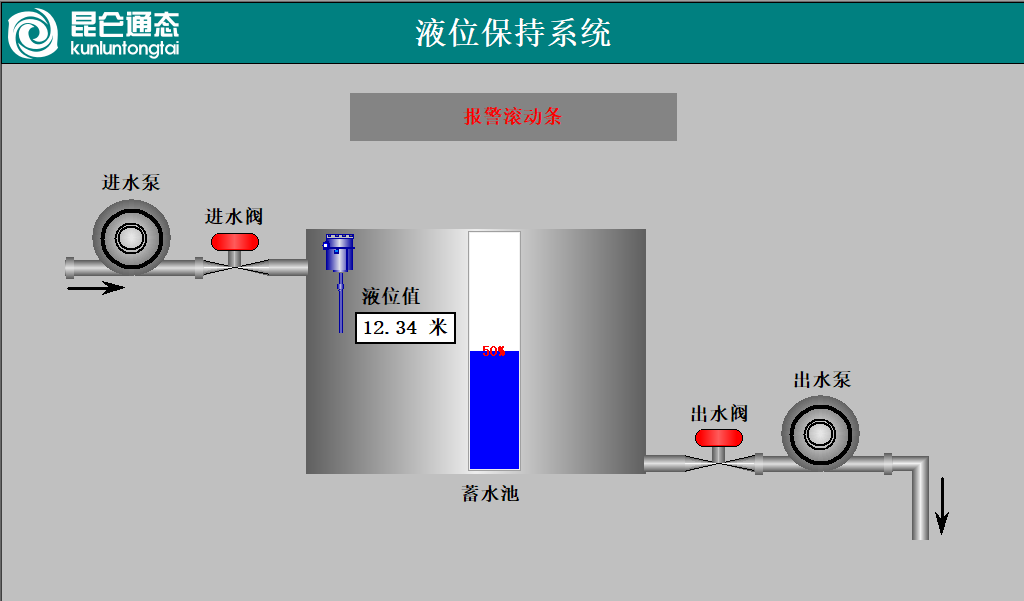 昆仑通态
kunluntongtai
液位保持系统
报警滚动条
进水泵
进水阀
液位值
12.34 米
50%
出水泵
出水阀
蓄水池